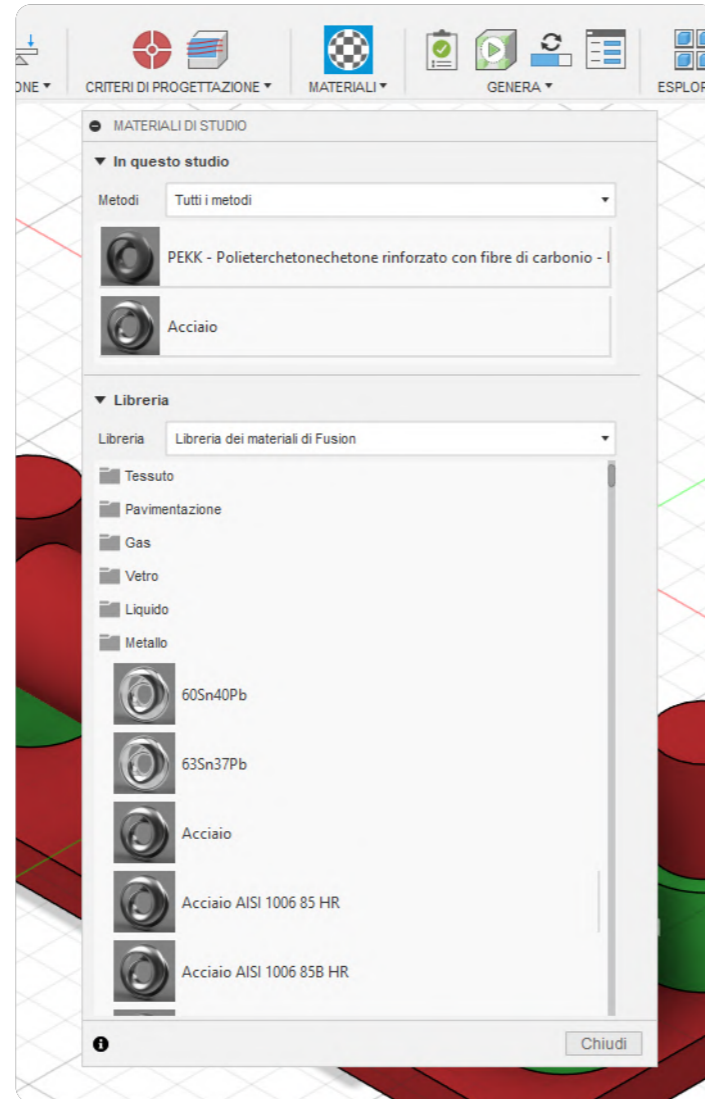 ONE
CRITERI DI PROGETTAZIONE
MATERIALI
GENERA
ESPLOR
MATERIALI DI STUDIO
In questo studio
Metodi Tutti i metodi
PEKK - Polieterchetonechetone rinforzato con fibre di carbonio -
Acciaio
Libreria
Libreria Libreria dei materiali di Fusion
Tessuto
Pavimentazione
Gas
Vetro
Liquido
Metallo
60Sn40Pb
63Sn37Pb
Acciaio
Acciaio AISI 1006 85 HR
Acciaio AISI 1006 85B HR
Chiudi